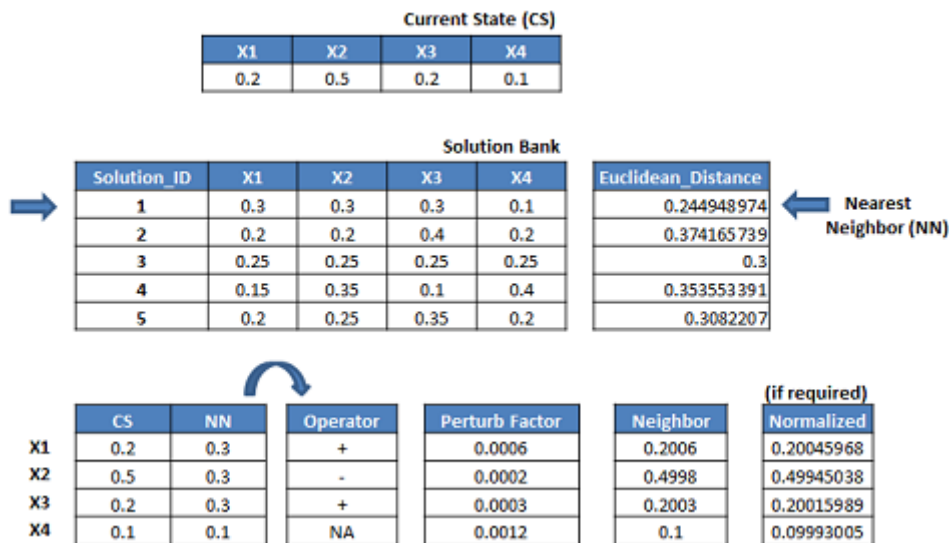 Current State (CS)
X1 X2 X3 X4
0.2 0.5 0.2 0.1
Solution Bank
Solution_ID X1 X2 X3 X4 Euclidean_Distance
1 0.3 0.3 0.3 0.1 0.244948974 Nearest
Neighbor (NN)
2 0.2 0.2 0.4 0.2 0.374165739
3 0.25 0.25 0.25 0.25 0.3
4 0.15 0.35 0.1 0.4 0.353553391
5 0.2 0.25 0.35 0.2 0.3082207
(if required)
CS NN Operator Perturb Factor Neighbor Normalized
X1 0.2 0.3 + 0.0006 0.2006 0.20045968
X2 0.5 0.3 - 0.0002 0.4998 0.49945038
X3 0.2 0.3 + 0.0003 0.2003 0.20015989
X4 0.1 0.1 NA 0.0012 0.1 0.09993005